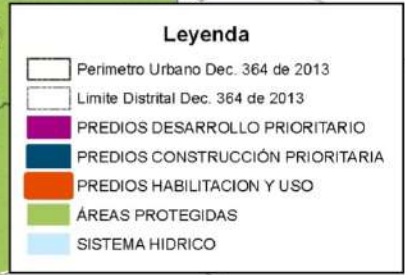 Leyenda
Perimetro Urbano Dec. 364 de 2013
Limite Distrital Dec. 364 de 2013
PREDIOS DESARROLLO PRIORITARIO
PREDIOS CONSTRUCCIÓN PRIORITARIA
PREDIOS HABILITACION Y USO
ÁREAS PROTEGIDAS
SISTEMA HIDRICO